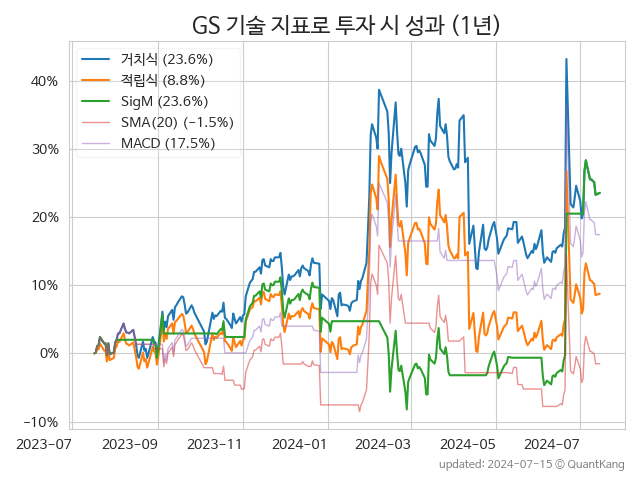 GS 기술 지표로 투자 시 성과 (1년)
거치식 (23.6%)
적립식 (8.8%)
SigM (23.6%)
SMA(20) (−1.5%)
MACD (17.5%)
40%
30%
20%
10%
0%
−10%
2023-07
2023-09
2023-11
2024-01
2024-03
2024-05
2024-07
updated: 2024-07-15 © QuantKang